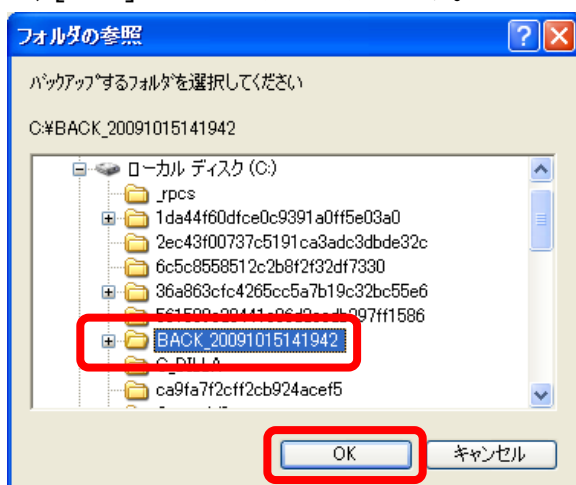 フォルダの参照
バックアップするフォルダを選択してください
C:¥BACK_20091015141942
ローカル ディスク (C:)
_rpcs
1da44f60dfce0c9391a0ff5e03a0
2ec43f00737c5191ca3adc3dbde32c
6c5c8558512c2b8f2f32df7330
36a863cfc4265cc5a7b19c32bc55e6
BACK_20091015141942
ca9fa7f2cff2cb924acef5
OK
キャンセル